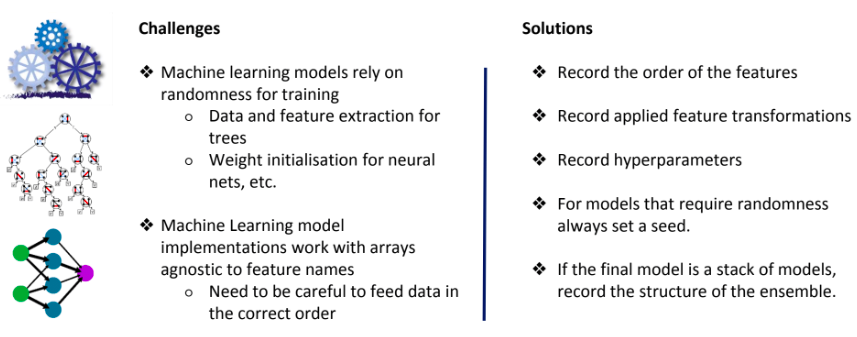 Challenges
❖ Machine learning models rely on
randomness for training
○ Data and feature extraction for
trees
○ Weight initialisation for neural
nets, etc.
❖ Machine Learning model
implementations work with arrays
agnostic to feature names
○ Need to be careful to feed data in
the correct order
Solutions
❖ Record the order of the features
❖ Record applied feature transformations
❖ Record hyperparameters
❖ For models that require randomness
always set a seed.
❖ If the final model is a stack of models,
record the structure of the ensemble.